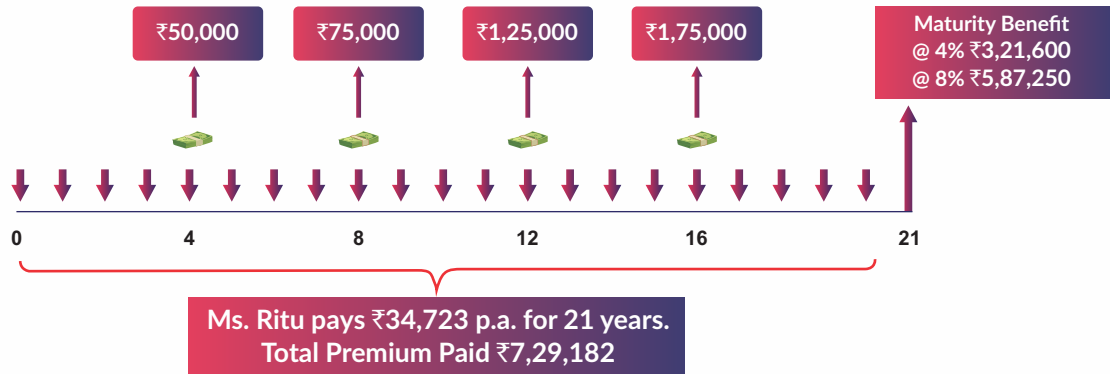 ₹50,000
₹75,000
₹1,25,000
₹1,75,000
Maturity Benefit
@ 4% ₹3,21,600
@ 8% ₹5,87,250
0
4
8
12
16
21
Ms. Ritu pays ₹34,723 p.a. for 21 years.
Total Premium Paid ₹7,29,182